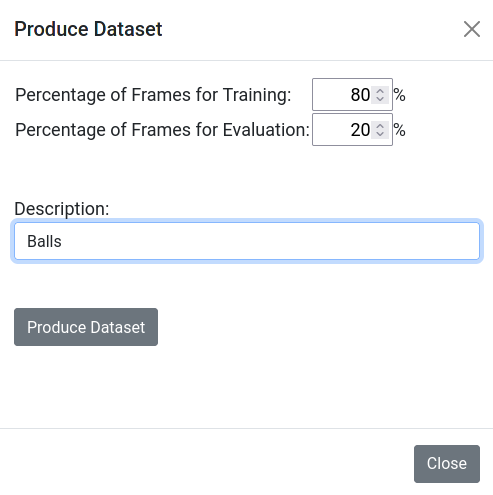 Produce Dataset
Percentage of Frames for Training: 80 %
Percentage of Frames for Evaluation: 20 %
Description:
Balls
Produce Dataset
Close